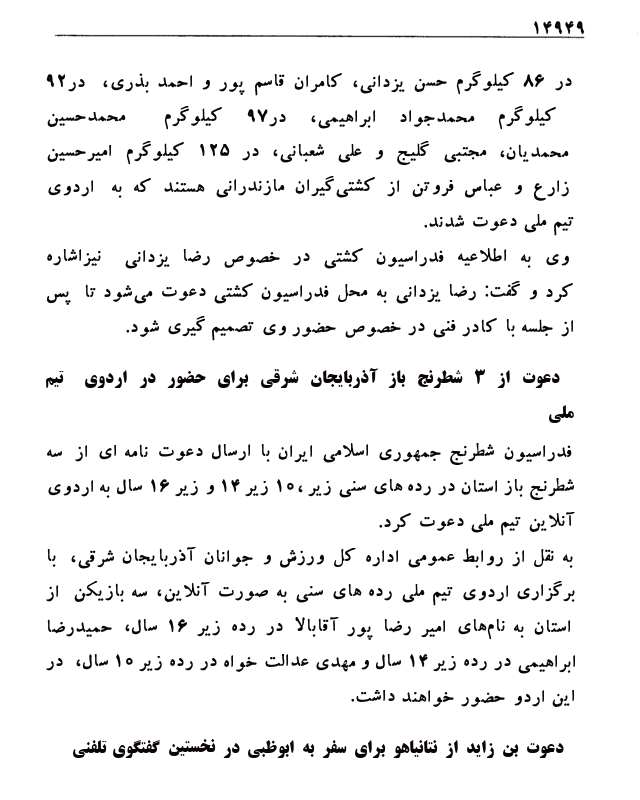 ۱۴۹۴۹
در ۸۶ کیلوگرم حسن یزدانی، کامران قاسم پور و احمد بذری، در۹۲
کیلوگرم محمدجواد ابراهیمی، در۹۷ کیلوگرم محمدحسین
محمدیان، مجتبی گلیج و علی شعبانی، در ۱۲۵ کیلوگرم امیرحسین
زارع و عباس فروتن از کشتی‌گیران مازندرانی هستند که به اردوی
تیم ملی دعوت شدند.
وی به اطلاعیه فدراسیون کشتی در خصوص رضا یزدانی نیزاشاره
کرد و گفت: رضا یزدانی به محل فدراسیون کشتی دعوت می‌شود تا پس
از جلسه با کادر فنی در خصوص حضور وی تصمیم گیری شود.
دعوت از ۳ شطرنج باز آذربایجان شرقی برای حضور در اردوی تیم
ملی
فدراسیون شطرنج جمهوری اسلامی ایران با ارسال دعوت نامه ای از سه
شطرنج باز استان در رده های سنی زیر ،۱۰ زیر ۱۴ و زیر ۱۶ سال به اردوی
آنلاین تیم ملی دعوت کرد.
به نقل از روابط عمومی اداره کل ورزش و جوانان آذربایجان شرقی، با
برگزاری اردوی تیم ملی رده های سنی به صورت آنلاین، سه بازیکن از
استان به نام‌های امیر رضا پور آقابالا در رده زیر ۱۶ سال، حمیدرضا
ابراهیمی در رده زیر ۱۴ سال و مهدی عدالت خواه در رده زیر ۱۰ سال، در
این اردو حضور خواهند داشت.
دعوت بن زاید از نتانیاهو برای سفر به ابوظبی در نخستین گفتگوی تلفنی